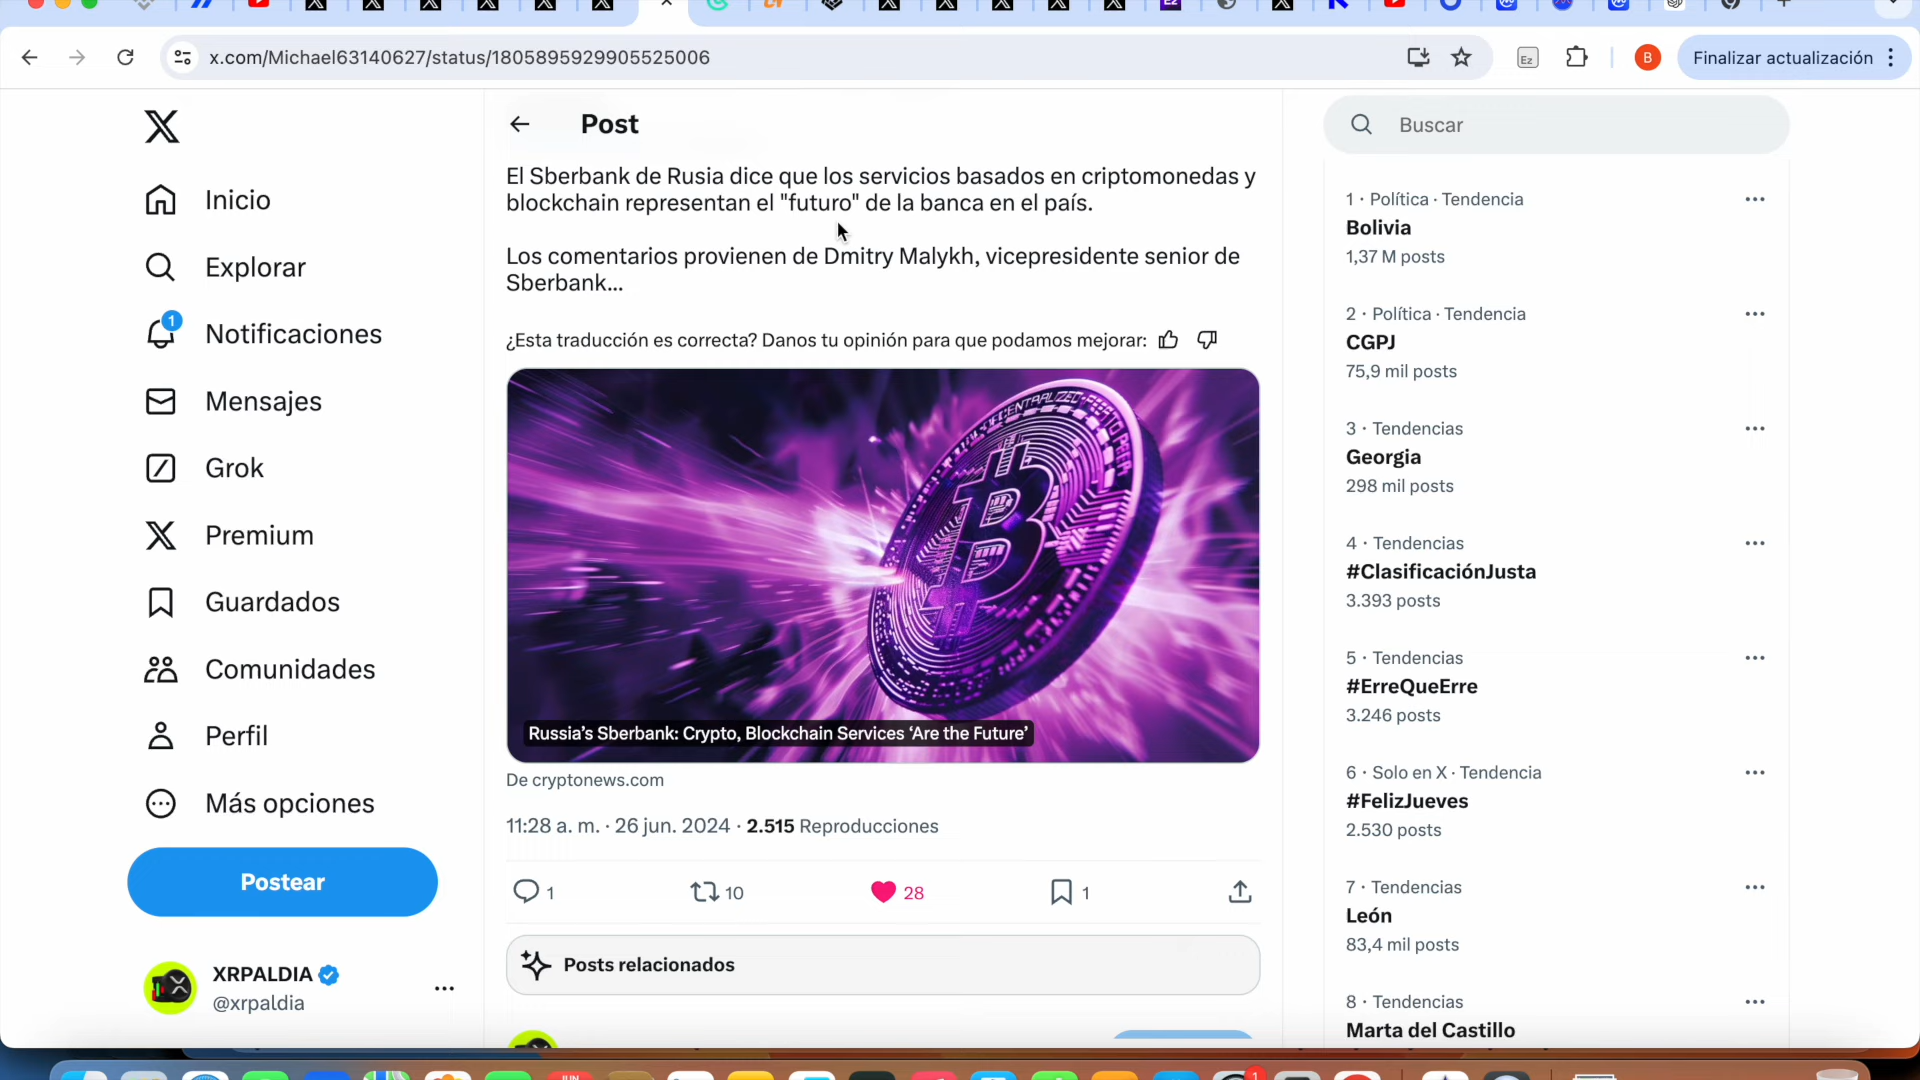 x.com/Michael63140627/status/1805895929905525006
Ez
B
Finalizar actualización
Inicio
Explorar
1
Notificaciones
Mensajes
Grok
Premium
Guardados
Comunidades
Perfil
Más opciones
Postear
XRPALDIA
@xrpaldia
Post
El Sberbank de Rusia dice que los servicios basados en criptomonedas y
blockchain representan el "futuro" de la banca en el país.
Los comentarios provienen de Dmitry Malykh, vicepresidente senior de
Sberbank...
¿Esta traducción es correcta? Danos tu opinión para que podamos mejorar:
Russia's Sberbank: Crypto, Blockchain Services 'Are the Future'
De cryptonews.com
11:28 a. m. · 26 jun. 2024 · 2.515 Reproducciones
1 10 28 1
Posts relacionados
Buscar
1 · Política · Tendencia
Bolivia
1,37 M posts
2 · Política · Tendencia
CGPJ
75,9 mil posts
3 · Tendencias
Georgia
298 mil posts
4 · Tendencias
#ClasificaciónJusta
3.393 posts
5 · Tendencias
#ErreQueErre
3.246 posts
6 · Solo en X · Tendencia
#FelizJueves
2.530 posts
7 · Tendencias
León
83,4 mil posts
8 · Tendencias
Marta del Castillo